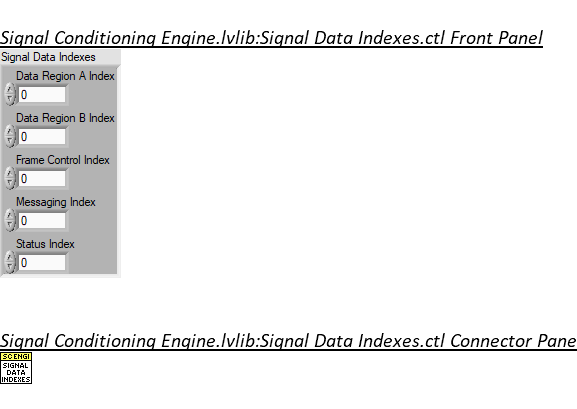 Signal Conditioning Engine.lvlib:Signal Data Indexes.ctl Front Panel
Signal Data Indexes
Data Region A Index
0
Data Region B Index
0
Frame Control Index
0
Messaging Index
0
Status Index
0
Signal Conditioning Engine.lvlib:Signal Data Indexes.ctl Connector Pane
SCENGI
SIGNAL
DATA
INDEXES